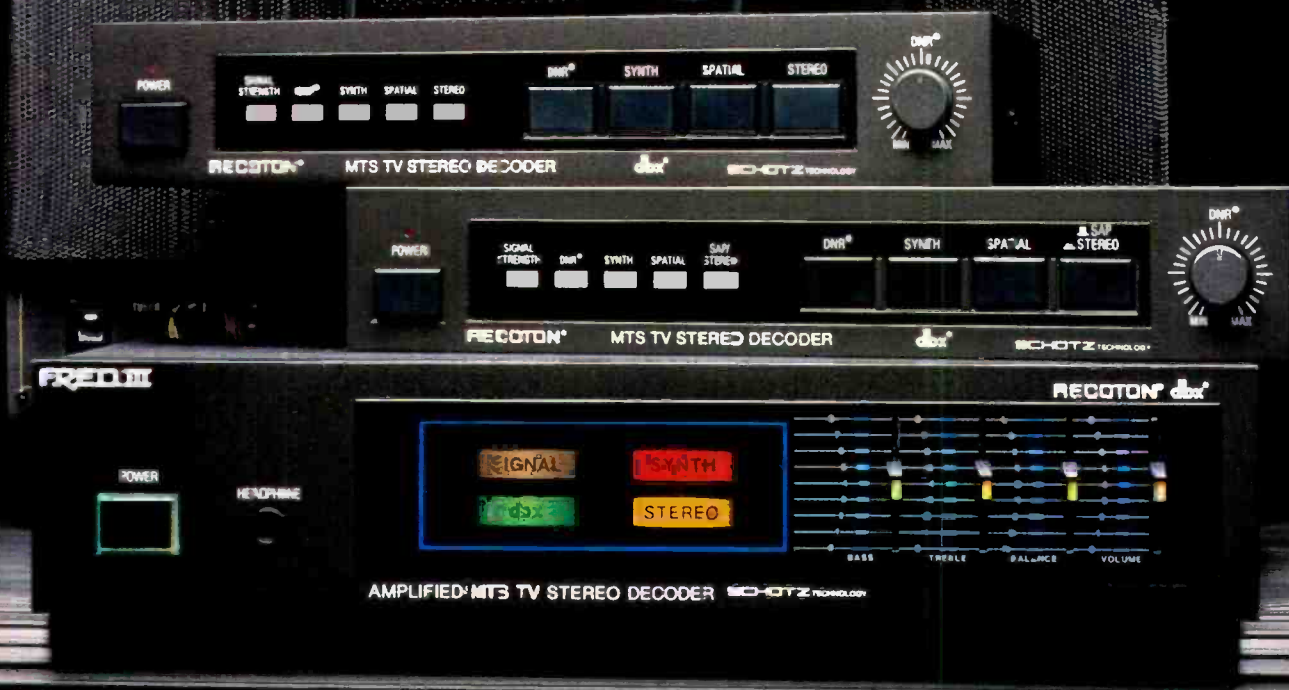 DNR®
POWER
SIGNAL STRENGTH dbx® SYNTH SPATIAL STEREO
DNR® SYNTH SPATIAL STEREO
MIN MAX
RECOTON® MTS TV STEREO DECODER dbx® SCHOTZ TECHNOLOGY
DNR®
POWER
SIGNAL STRENGTH DNR® SYNTH SPATIAL SAP/ STEREO
DNR® SYNTH SPATIAL SAP STEREO
MIN MAX
RECOTON® MTS TV STEREO DECODER dbx® SCHOTZ TECHNOLOGY
FRED III
RECOTON® dbx®
POWER
HEADPHONE
SIGNAL SYNTH
dbx STEREO
BASS TREBLE BALANCE VOLUME
AMPLIFIED MTS TV STEREO DECODER SCHOTZ TECHNOLOGY